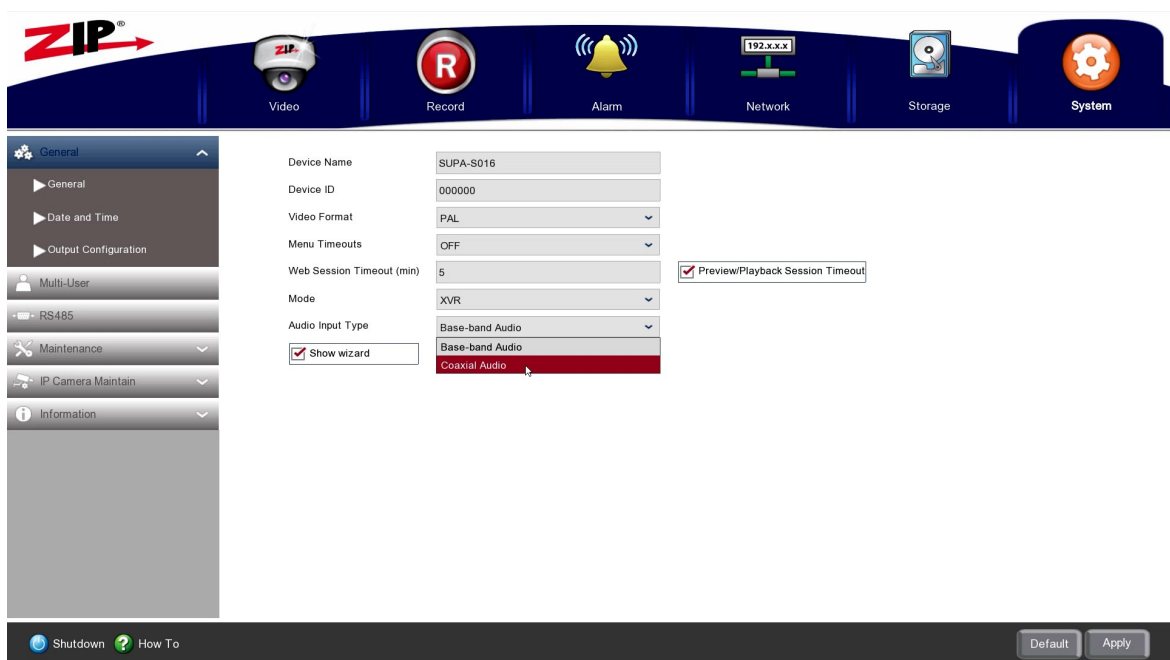 ZIP®
ZIP
R
192.x.x.x
Video
Record
Alarm
Network
Storage
System
General
General
Date and Time
Output Configuration
Multi-User
RS485
Maintenance
IP Camera Maintain
Information
Device Name SUPA-S016
Device ID 000000
Video Format PAL
Menu Timeouts OFF
Web Session Timeout (min) 5 Preview/Playback Session Timeout
Mode XVR
Audio Input Type Base-band Audio
Show wizard Base-band Audio
Coaxial Audio
Shutdown ? How To
Default Apply